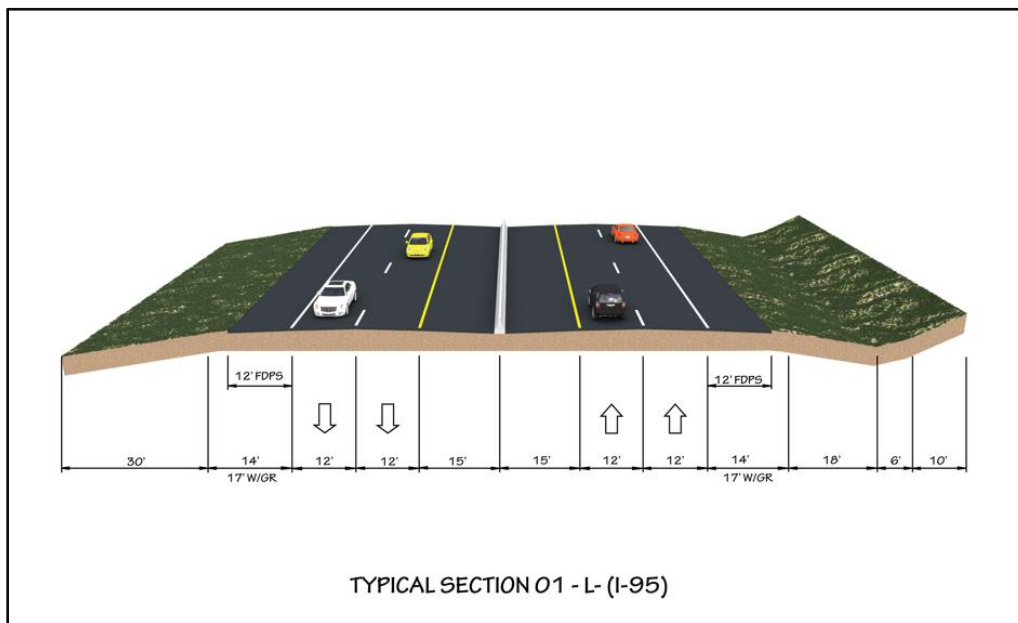 12' FDPS
12' FDPS
30' 14' 12' 12' 15' 15' 12' 12' 14' 18' 6' 10'
17' W/GR 17' W/GR
TYPICAL SECTION 01 - L- (I-95)